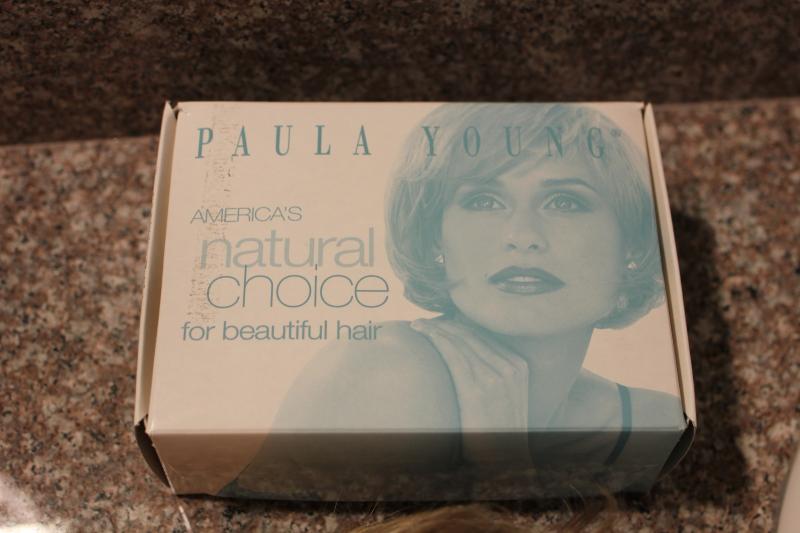 PAULA YOUNG®
AMERICA'S
natural
choice
for beautiful hair